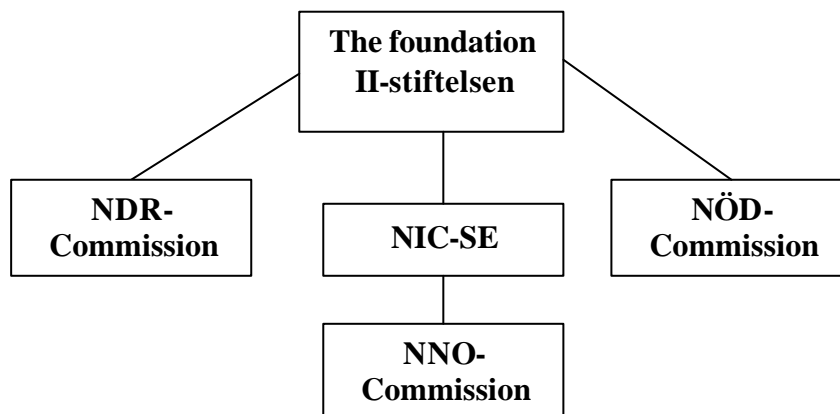 The foundation
II-stiftelsen
NDR-
Commission
NIC-SE
NÖD-
Commission
NNO-
Commission